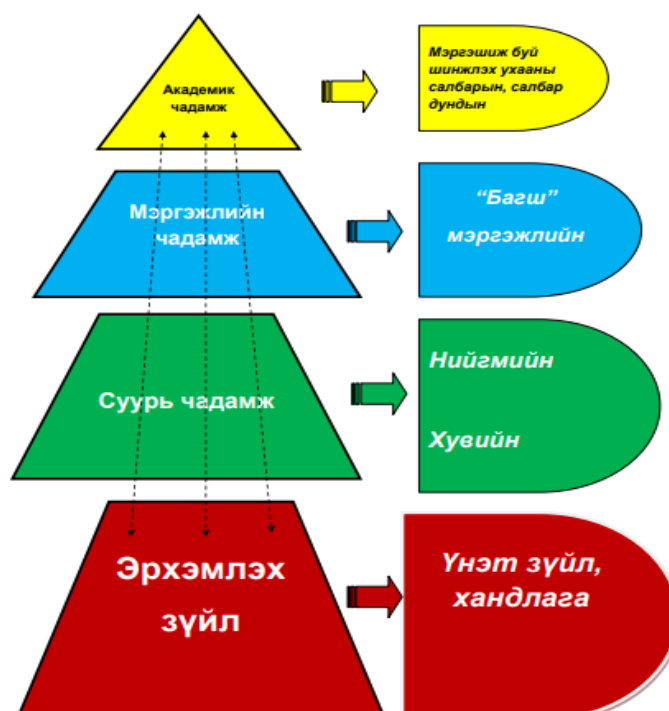 Академик
чадамж
Мэргэшиж буй
шинжлэх ухааны
салбарын, салбар
дундын
Мэргэжлийн
чадамж
“Багш”
мэргэжлийн
Суурь чадамж
Нийгмийн
Хувийн
Эрхэмлэх
зүйл
Үнэт зүйл,
хандлага